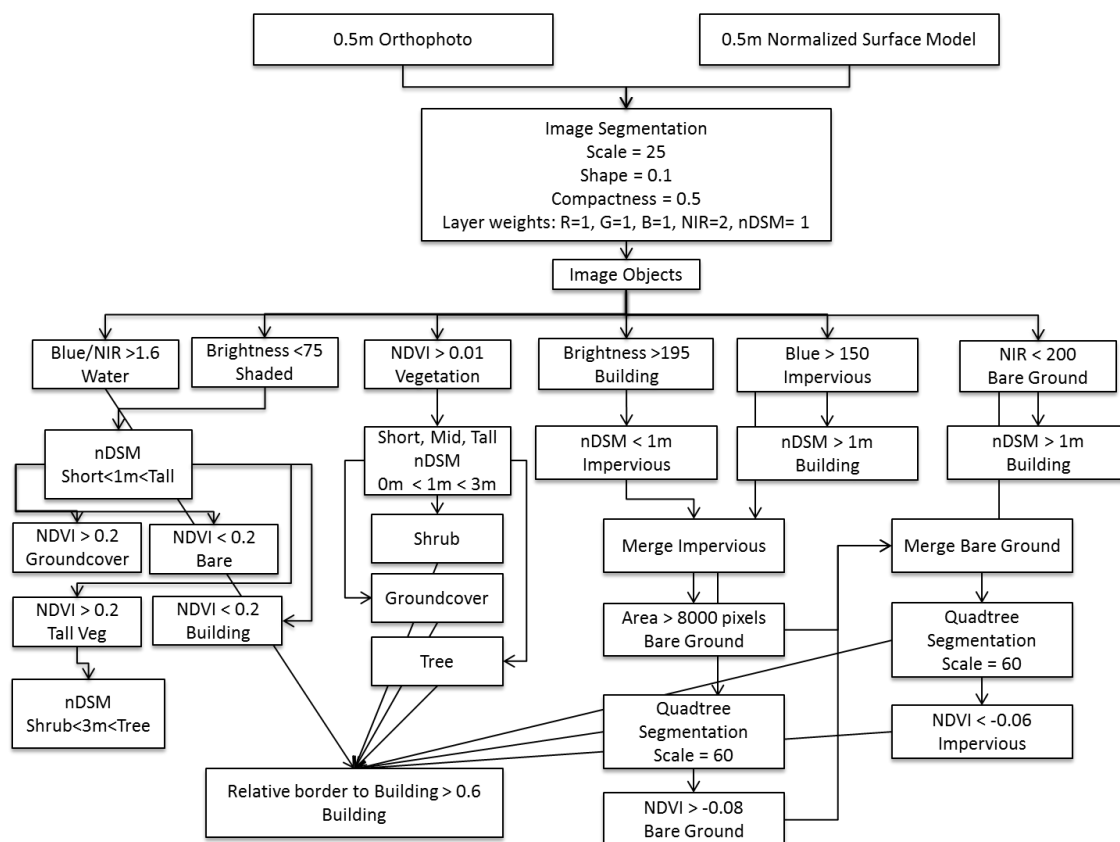 0.5m Orthophoto
0.5m Normalized Surface Model
Image Segmentation
Scale = 25
Shape = 0.1
Compactness = 0.5
Layer weights: R=1, G=1, B=1, NIR=2, nDSM= 1
Image Objects
Blue/NIR >1.6
Water
Brightness <75
Shaded
NDVI > 0.01
Vegetation
Brightness >195
Building
Blue > 150
Impervious
NIR < 200
Bare Ground
nDSM
Short<1m<Tall
Short, Mid, Tall
nDSM
0m < 1m < 3m
nDSM < 1m
Impervious
nDSM > 1m
Building
nDSM > 1m
Building
NDVI > 0.2
Groundcover
NDVI < 0.2
Bare
Shrub
Merge Impervious
Merge Bare Ground
NDVI > 0.2
Tall Veg
NDVI < 0.2
Building
Groundcover
Area > 8000 pixels
Bare Ground
Quadtree
Segmentation
Scale = 60
Tree
nDSM
Shrub<3m<Tree
Quadtree
Segmentation
Scale = 60
NDVI < -0.06
Impervious
Relative border to Building > 0.6
Building
NDVI > -0.08
Bare Ground